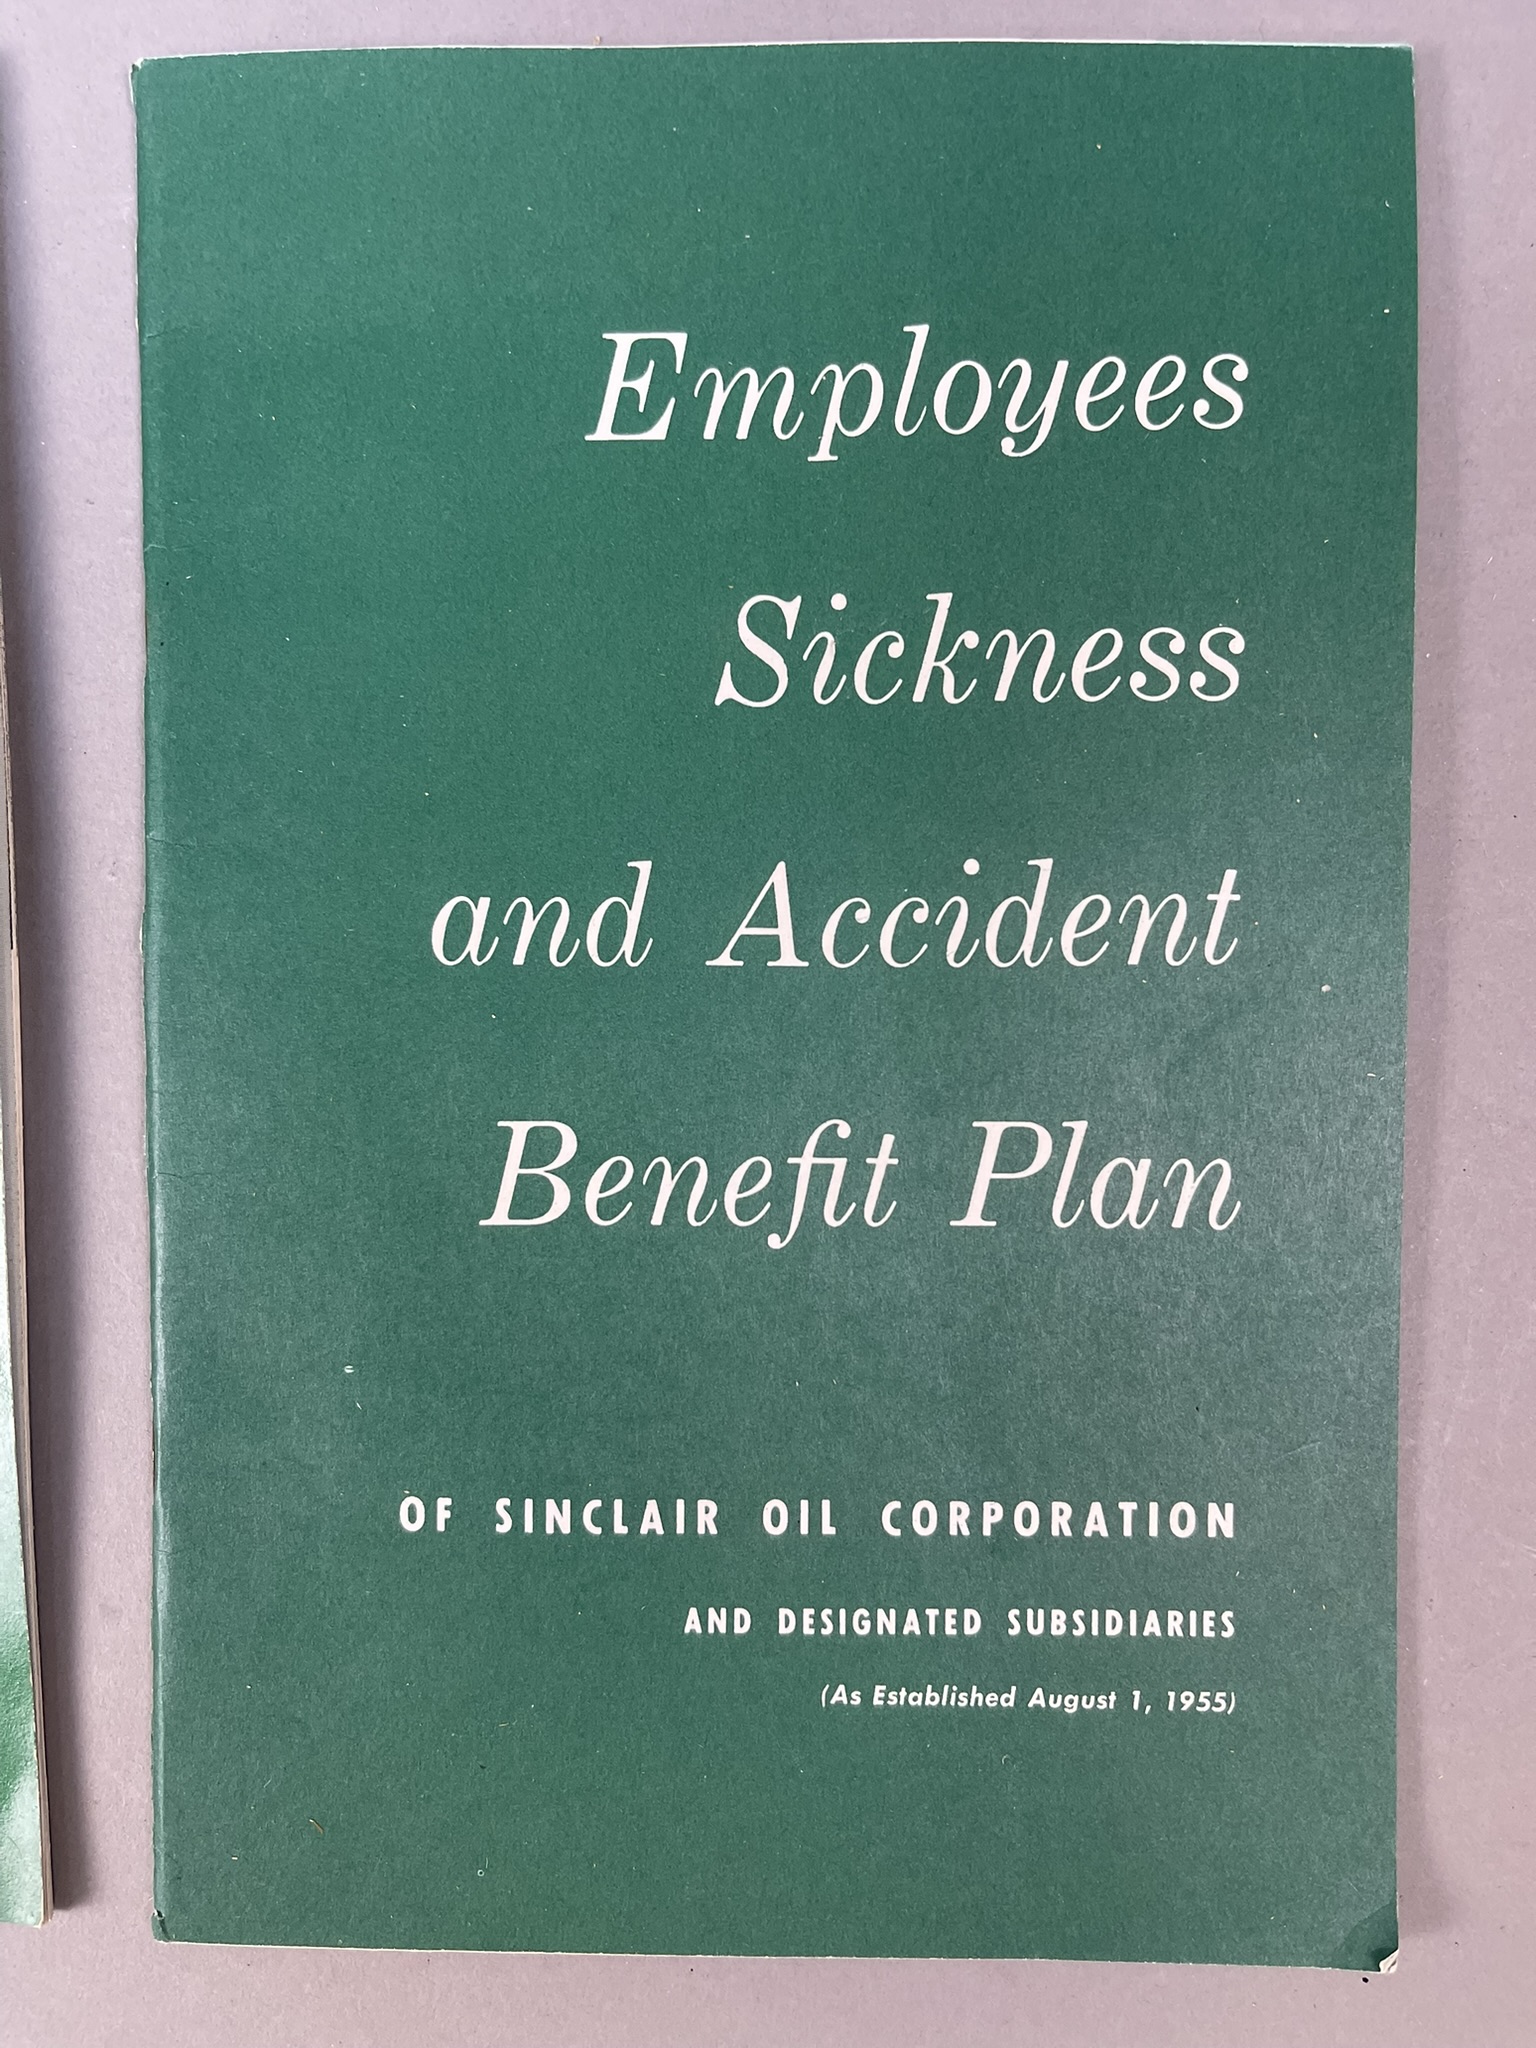 Employees
Sickness
and Accident
Benefit Plan
OF SINCLAIR OIL CORPORATION
AND DESIGNATED SUBSIDIARIES
(As Established August 1, 1955)